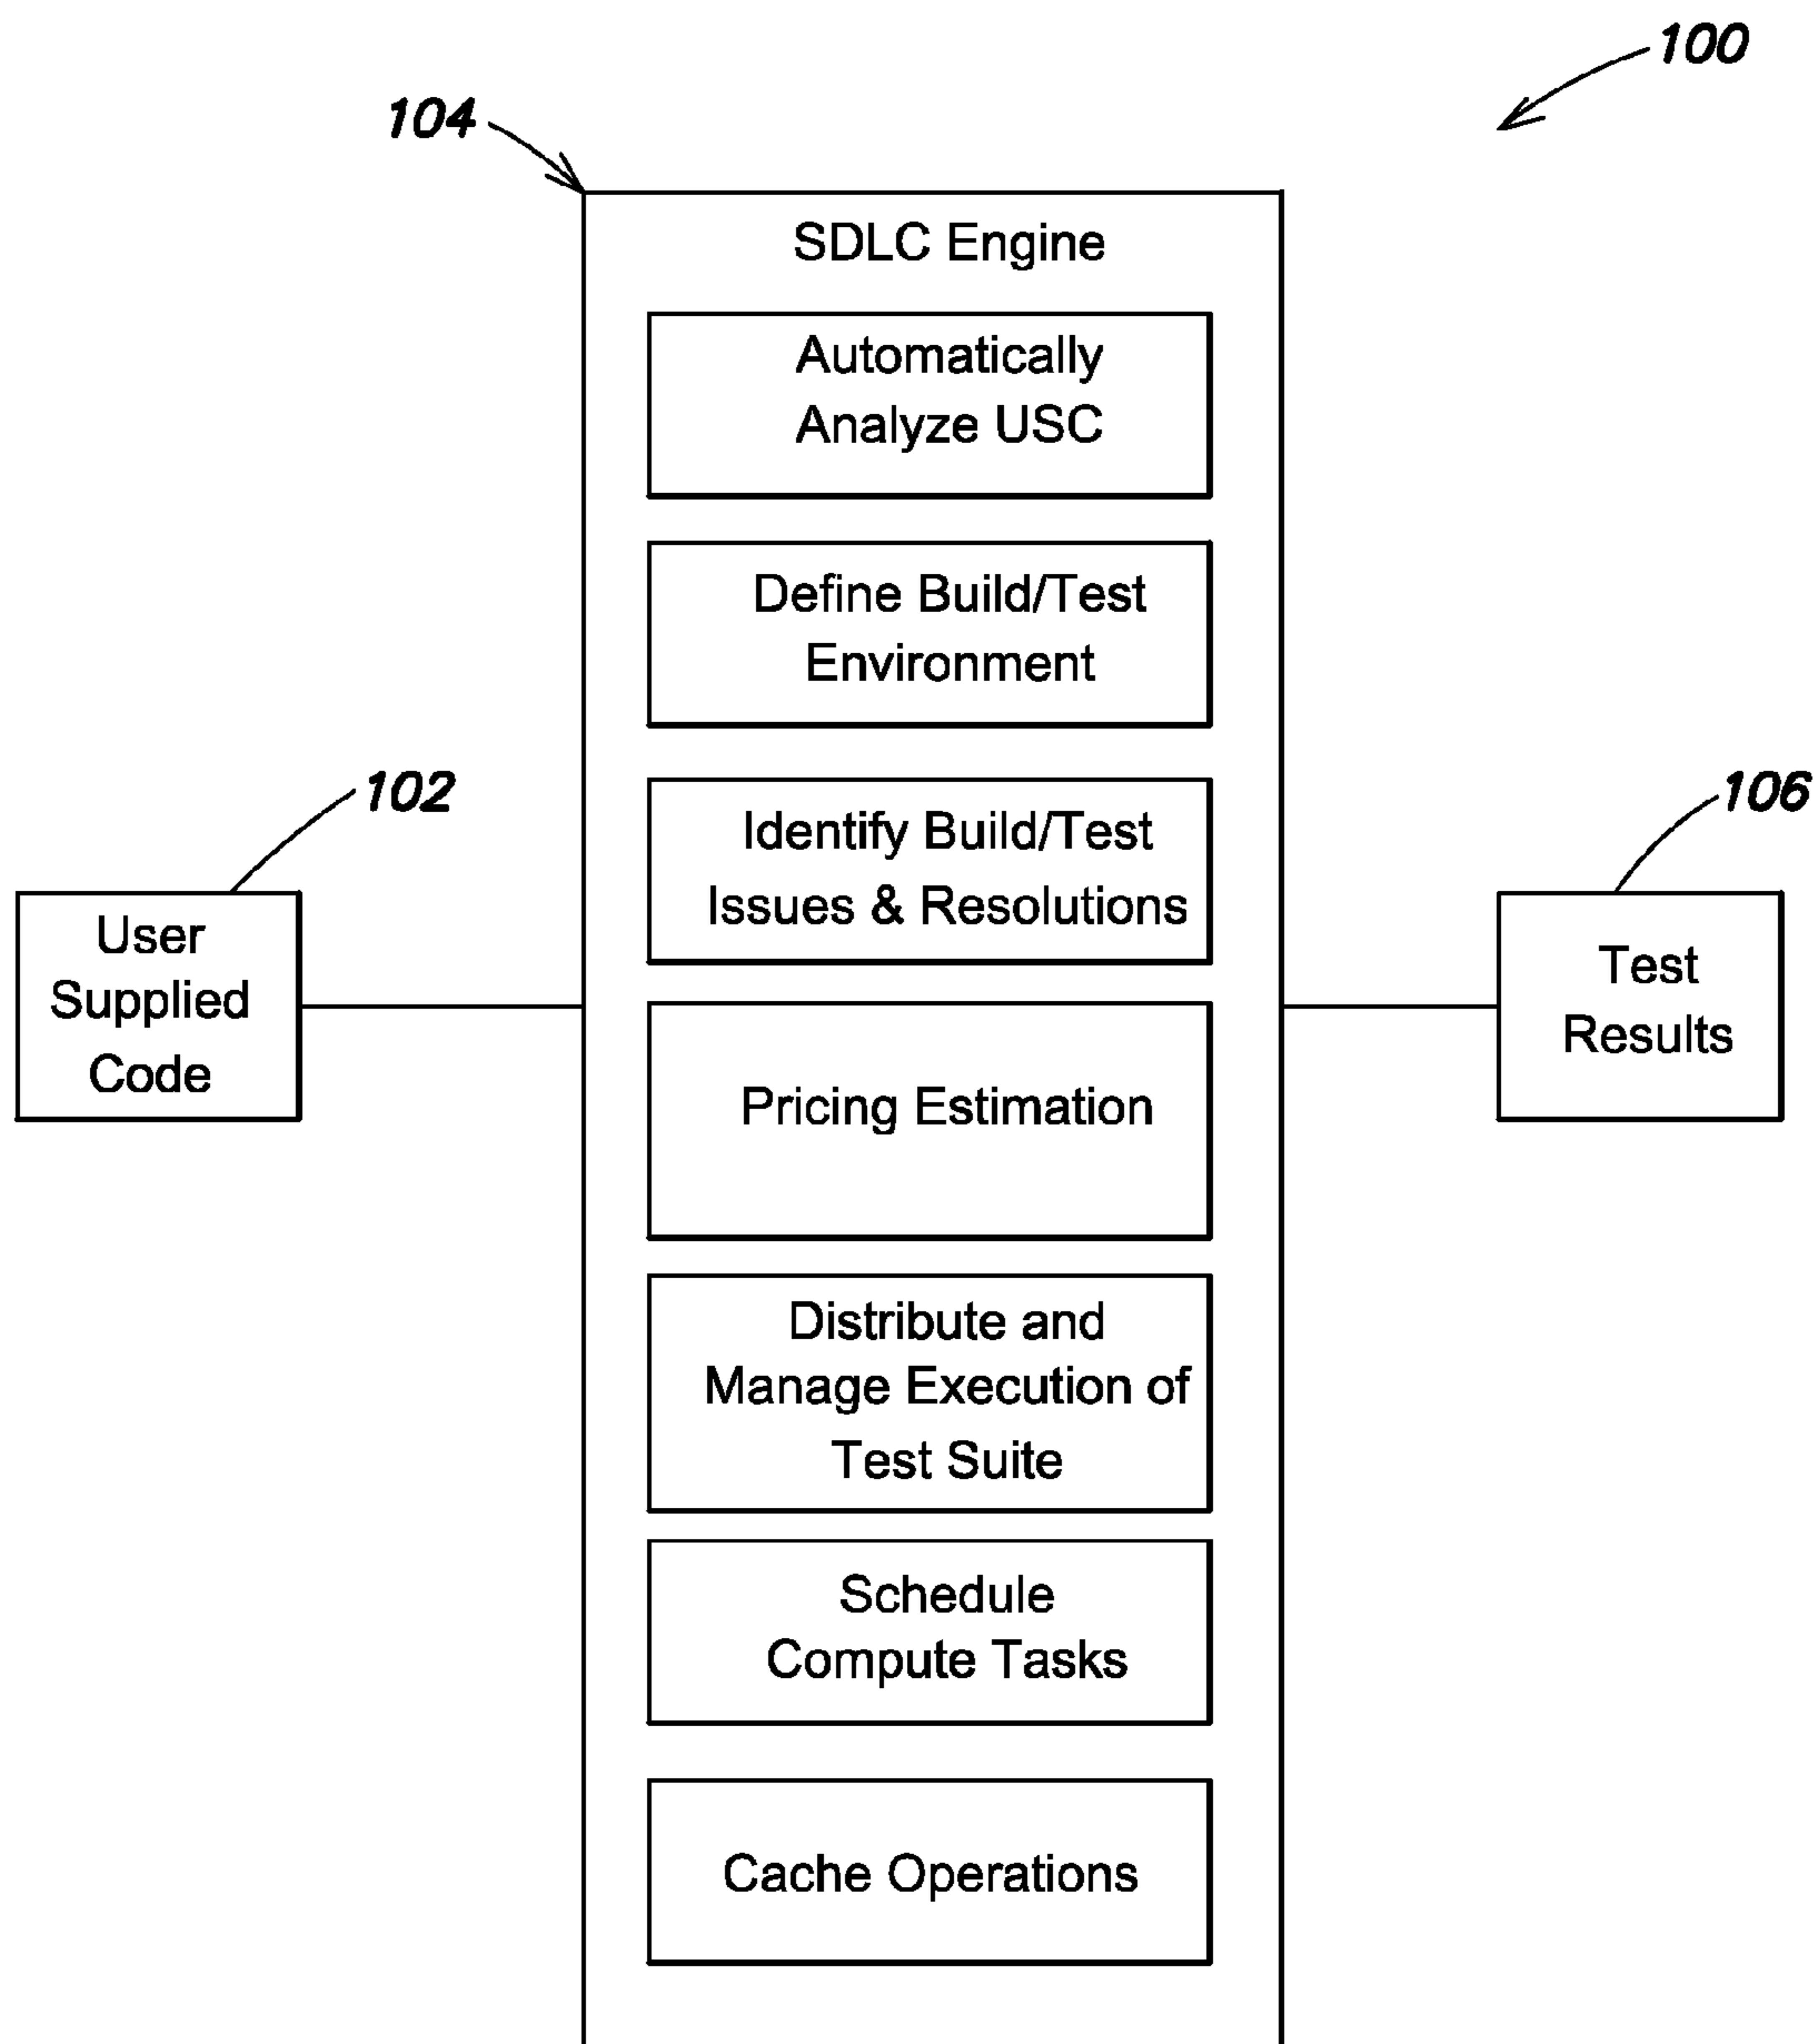 100
104
SDLC Engine
Automatically
Analyze USC
Define Build/Test
Environment
102
Identify Build/Test
Issues & Resolutions
106
User
Supplied
Code
Test
Results
Pricing Estimation
Distribute and
Manage Execution of
Test Suite
Schedule
Compute Tasks
Cache Operations